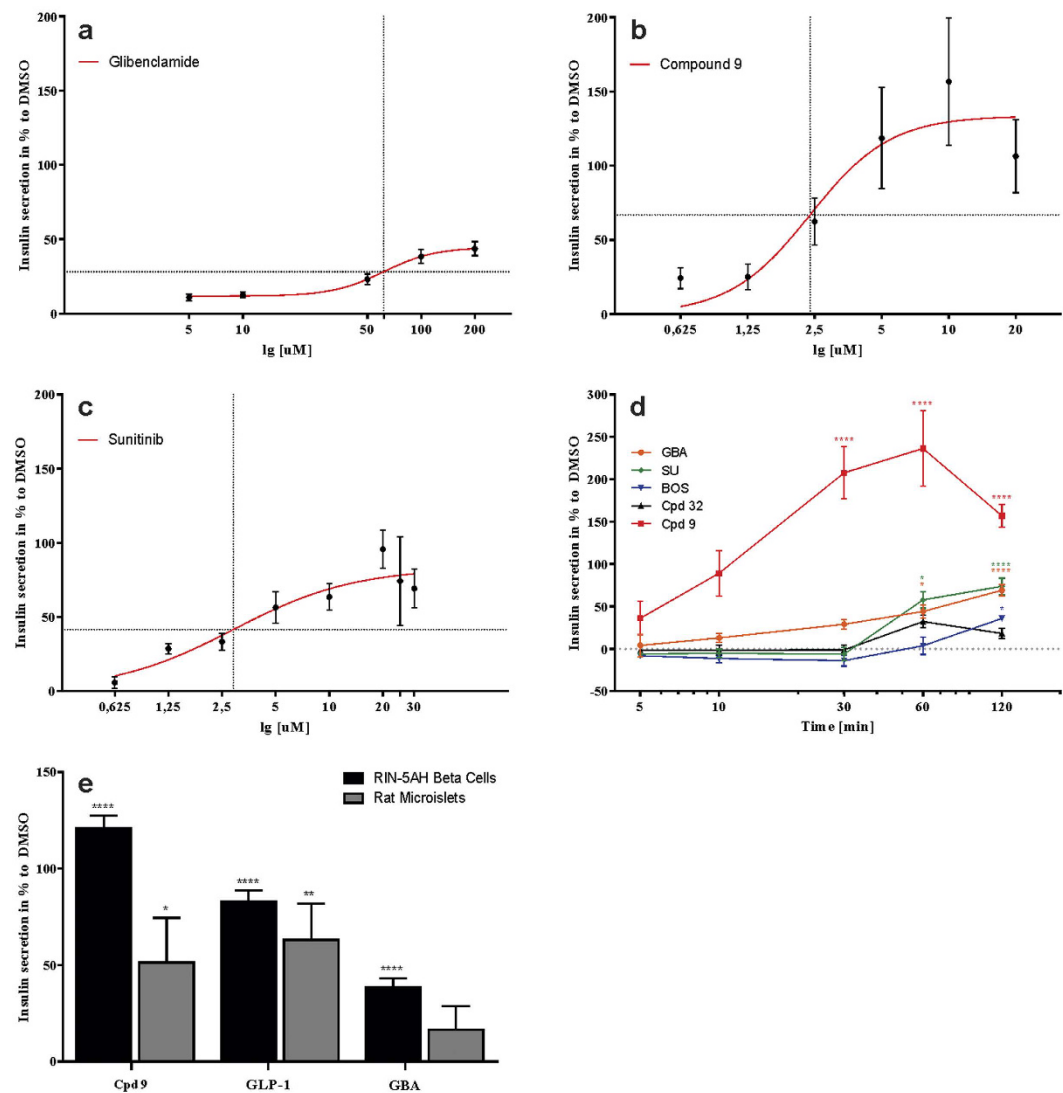 a
Glibenclamide
Insulin secretion in % to DMSO
200
150
100
50
0
5 10 50 100 200
lg [uM]
b
Compound 9
Insulin secretion in % to DMSO
200
150
100
50
0
0,625 1,25 2,5 5 10 20
lg [uM]
c
Sunitinib
Insulin secretion in % to DMSO
200
150
100
50
0
0,625 1,25 2,5 5 10 20 30
lg [uM]
d
GBA
SU
BOS
Cpd 32
Cpd 9
Insulin secretion in % to DMSO
300
250
200
150
100
50
0
-50
**** **** ****
* *
****
****
*
5 10 30 60 120
Time [min]
e
RIN-5AH Beta Cells
Rat Microislets
Insulin secretion in % to DMSO
150
100
50
0
**** * **** ** ****
Cpd 9 GLP-1 GBA